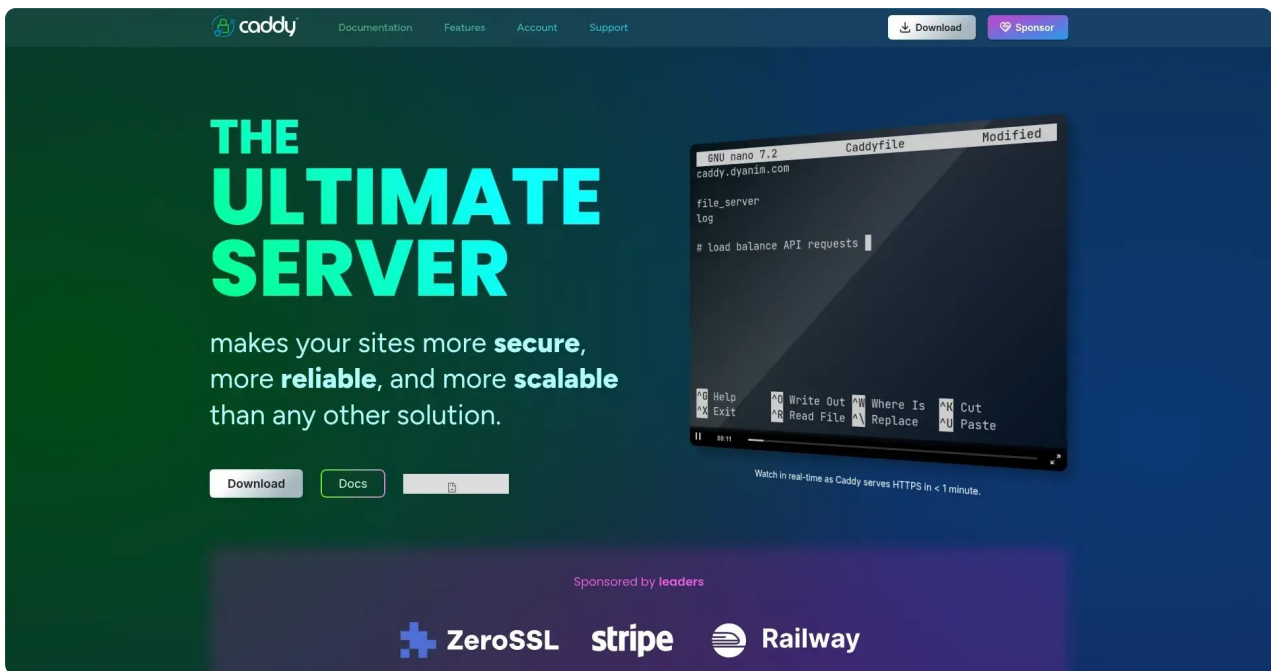 caddy
Documentation
Features
Account
Support
Download
Sponsor
THE
ULTIMATE
SERVER
makes your sites more secure,
more reliable, and more scalable
than any other solution.
Download
Docs
GNU nano 7.2 Caddyfile Modified
caddy.dyanim.com
file_server
log
# load balance API requests
^G Help ^O Write Out ^W Where Is ^K Cut
^X Exit ^R Read File ^\ Replace ^U Paste
00:11
Watch in real-time as Caddy serves HTTPS in < 1 minute.
Sponsored by leaders
ZeroSSL
stripe
Railway